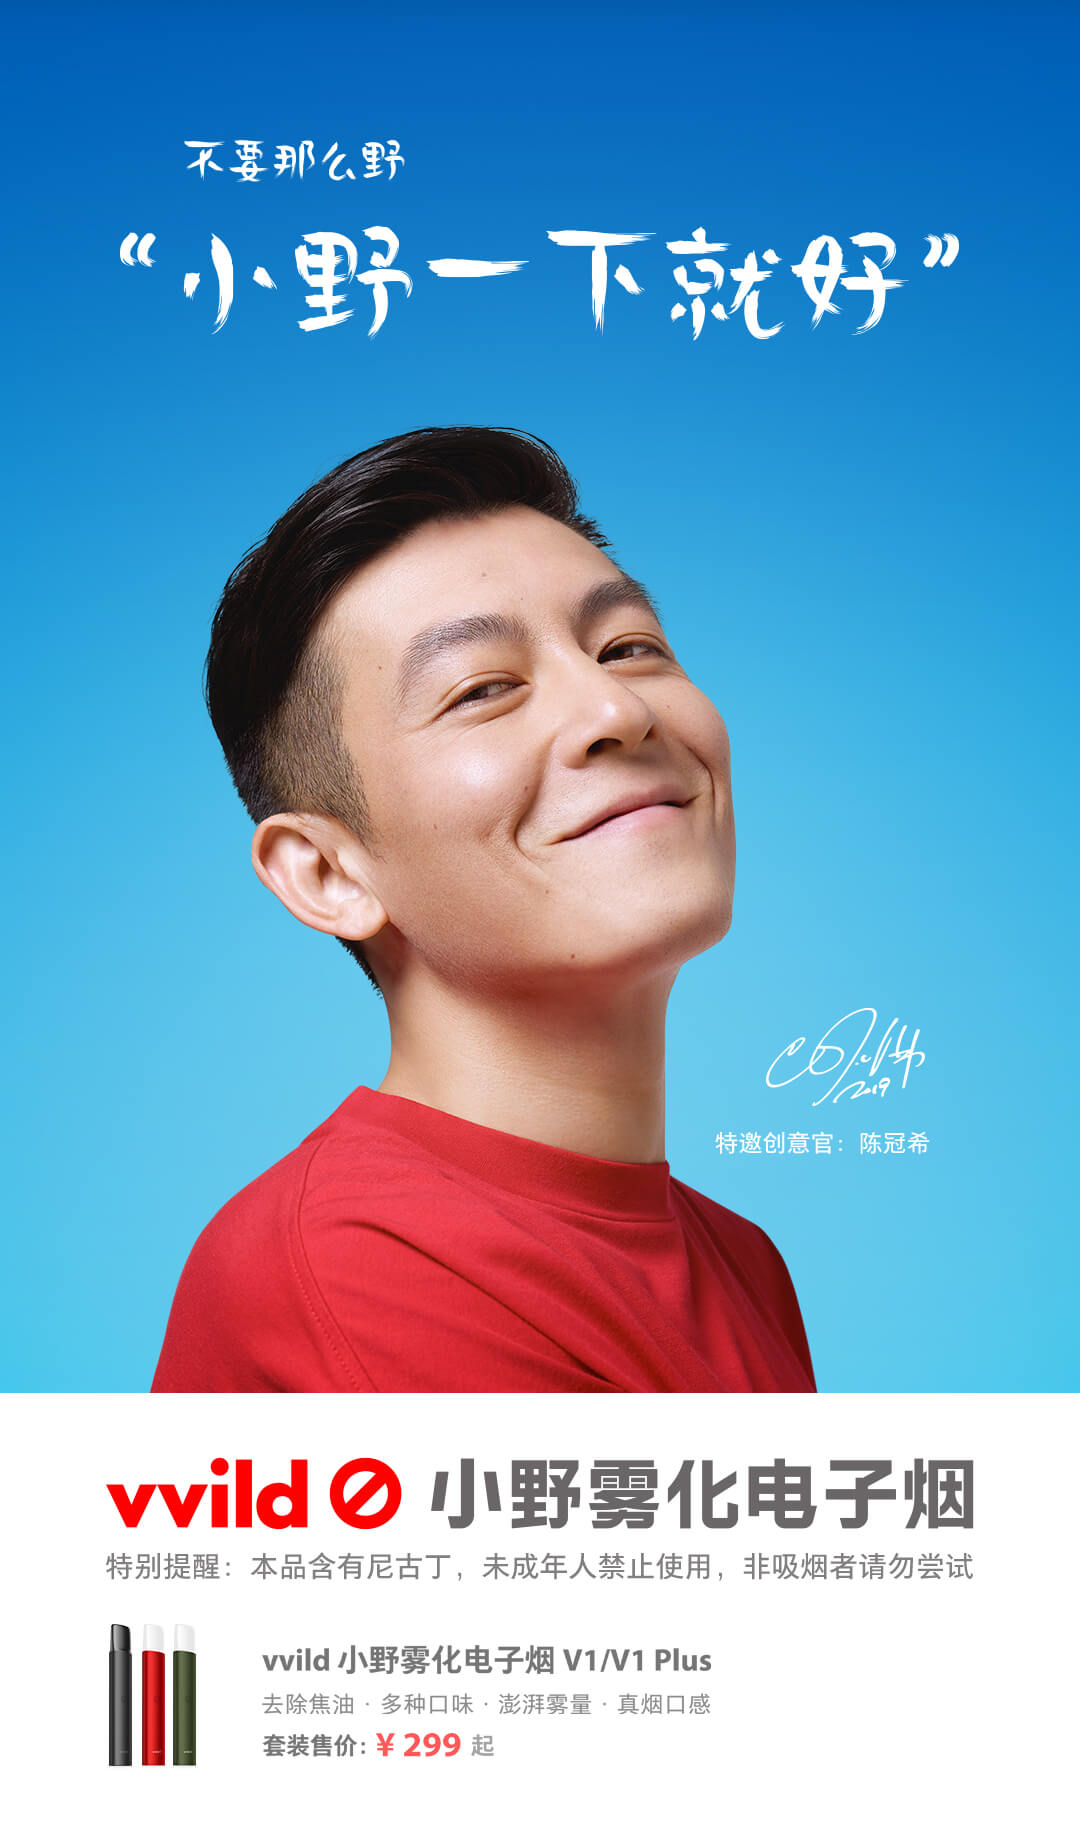 不要那么野
“小野一下就好”
2019
特邀创意官：陈冠希
vvild 小野雾化电子烟
特别提醒：本品含有尼古丁，未成年人禁止使用，非吸烟者请勿尝试
vvild 小野雾化电子烟 V1/V1 Plus
去除焦油 · 多种口味 · 澎湃雾量 · 真烟口感
套装售价：¥ 299 起